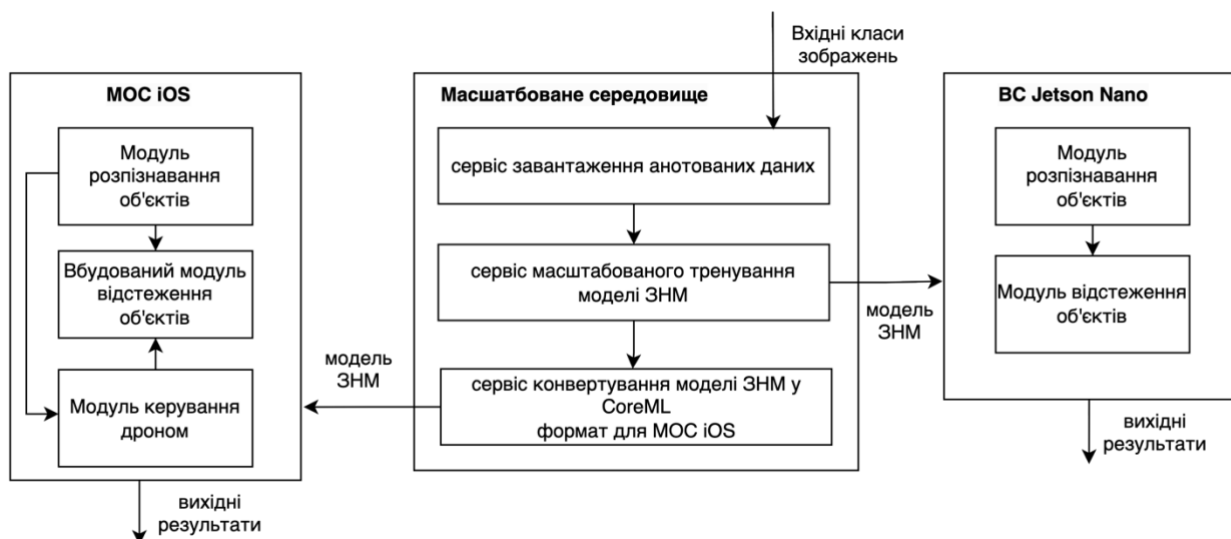 Вхідні класи
зображень
МОС iOS
Модуль
розпізнавання
об'єктів
Вбудований модуль
відстеження
об'єктів
Модуль керування
дроном
вихідні
результати
Масшатбоване середовище
сервіс завантаження анотованих даних
сервіс масштабованого тренування
моделі ЗНМ
сервіс конвертування моделі ЗНМ у
CoreML
формат для МОС iOS
модель
ЗНМ
модель
ЗНМ
ВС Jetson Nano
Модуль
розпізнавання
об'єктів
Модуль відстеження
об'єктів
вихідні
результати